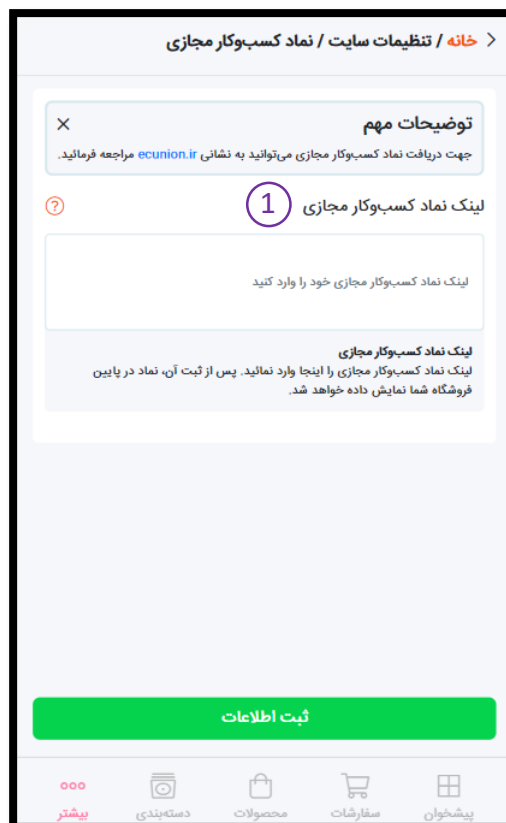 خانه / تنظیمات سایت / نماد کسب‌وکار مجازی
توضیحات مهم
جهت دریافت نماد کسب‌وکار مجازی می‌توانید به نشانی ecunion.ir مراجعه فرمائید.
لینک نماد کسب‌وکار مجازی 1
لینک نماد کسب‌وکار مجازی خود را وارد کنید
لینک نماد کسب‌وکار مجازی
لینک نماد کسب‌وکار مجازی را اینجا وارد نمائید. پس از ثبت آن، نماد در پایین
فروشگاه شما نمایش داده خواهد شد.
ثبت اطلاعات
پیشخوان سفارشات محصولات دسته‌بندی بیشتر